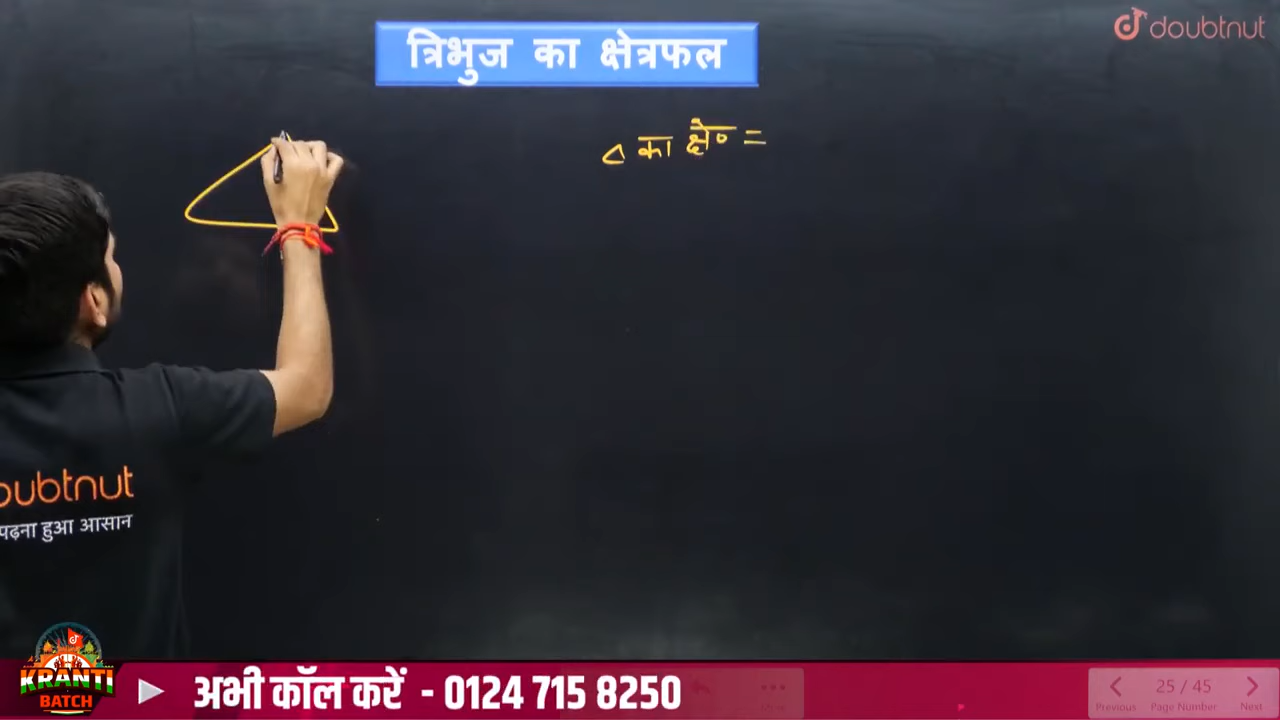 doubtnut
त्रिभुज का क्षेत्रफल
∆ का क्षे० =
oubtnut
पढ़ना हुआ आसान
KRANTI
BATCH
अभी कॉल करें - 0124 715 8250
25 / 45
Previous Page Number Next